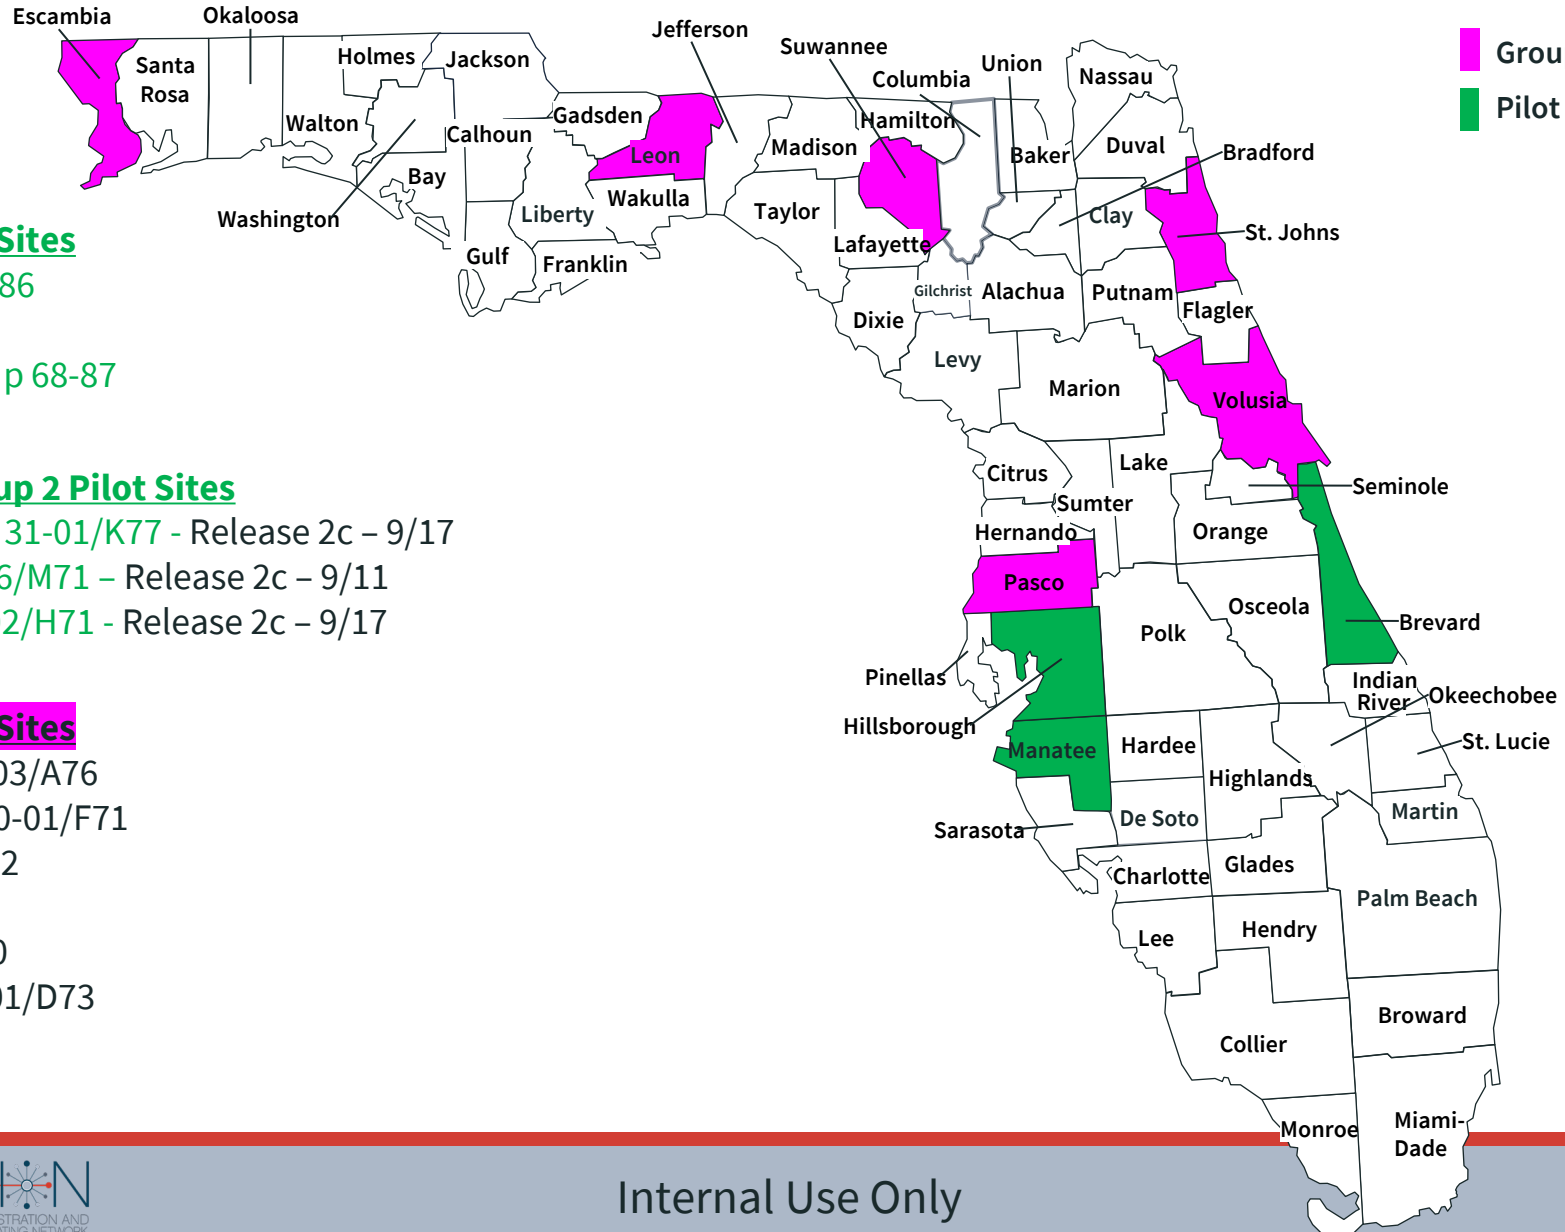 Escambia
Okaloosa
Jefferson
Suwannee
Columbia
Union
Nassau
Grou
Pilot
Santa
Rosa
Holmes
Jackson
Walton
Calhoun
Gadsden
Leon
Madison
Hamilton
Baker
Duval
Bradford
Bay
Washington
Liberty
Wakulla
Taylor
Lafayette
Clay
St. Johns
Gulf
Franklin
Gilchrist
Alachua
Putnam
Flagler
Dixie
Levy
Marion
Volusia
Citrus
Lake
Sumter
Seminole
Hernando
Orange
Pasco
Osceola
Brevard
Polk
Pinellas
Hillsborough
Indian
River
Okeechobee
St. Lucie
Manatee
Hardee
Highlands
Sarasota
De Soto
Martin
Charlotte
Glades
Palm Beach
Lee
Hendry
Broward
Collier
Monroe
Miami-
Dade
Sites
86
p 68-87
up 2 Pilot Sites
31-01/K77 - Release 2c – 9/17
6/M71 – Release 2c – 9/11
2/H71 - Release 2c – 9/17
Sites
03/A76
0-01/F71
2
0
01/D73
Internal Use Only
STRATION AND
ATING NETWORK